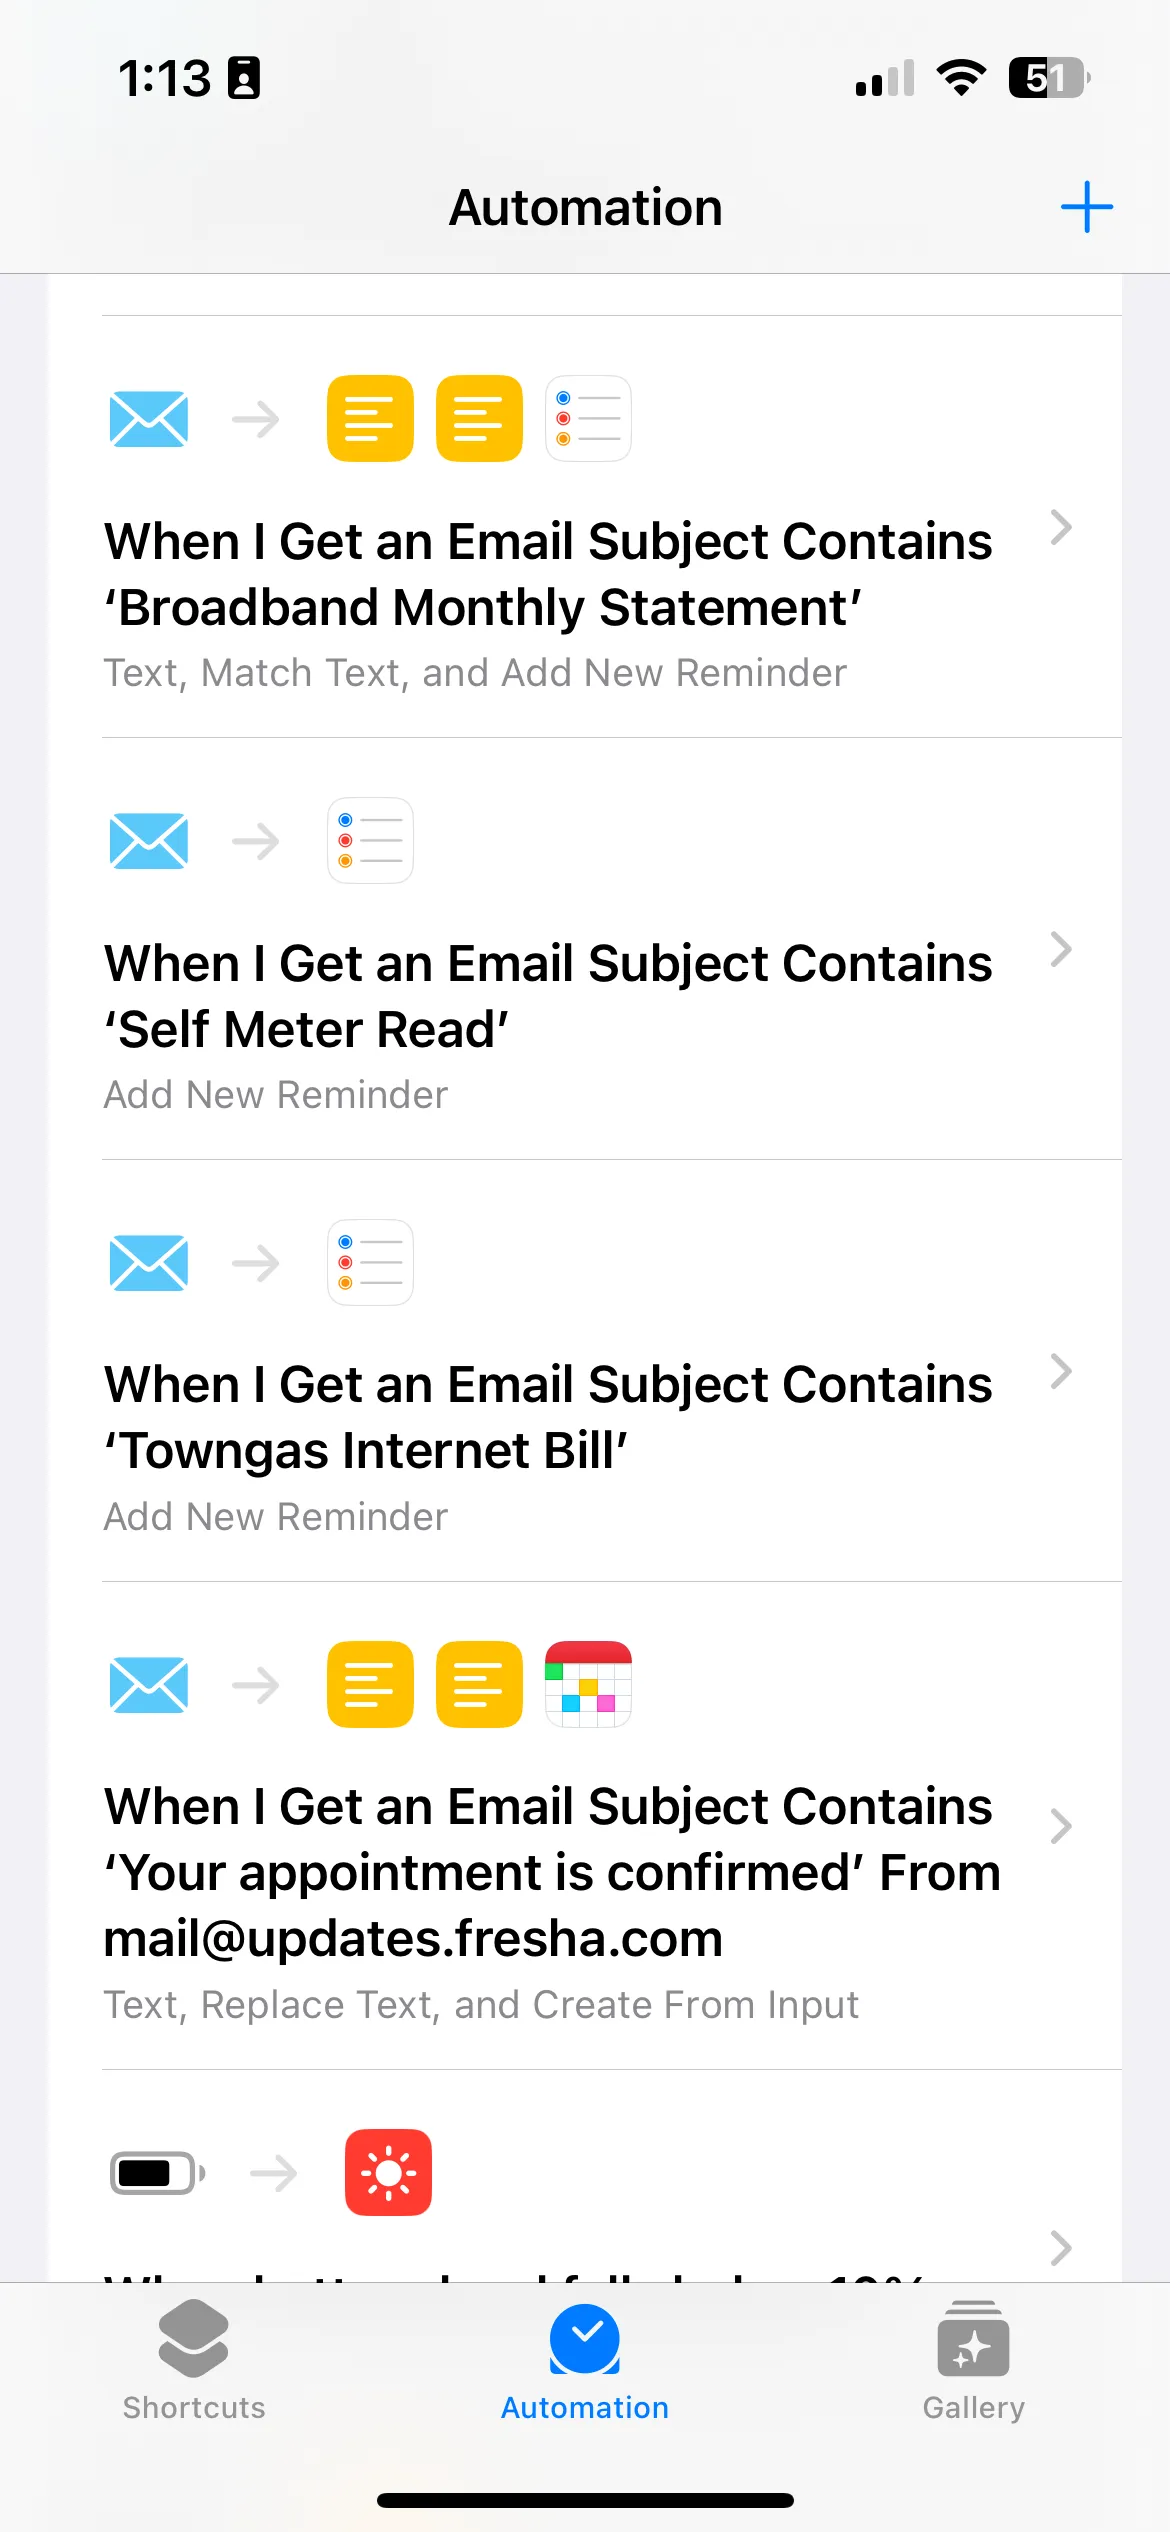 1:13
51
Automation
When I Get an Email Subject Contains
‘Broadband Monthly Statement’
Text, Match Text, and Add New Reminder
When I Get an Email Subject Contains
‘Self Meter Read’
Add New Reminder
When I Get an Email Subject Contains
‘Towngas Internet Bill’
Add New Reminder
When I Get an Email Subject Contains
‘Your appointment is confirmed’ From
mail@updates.fresha.com
Text, Replace Text, and Create From Input
Shortcuts
Automation
Gallery